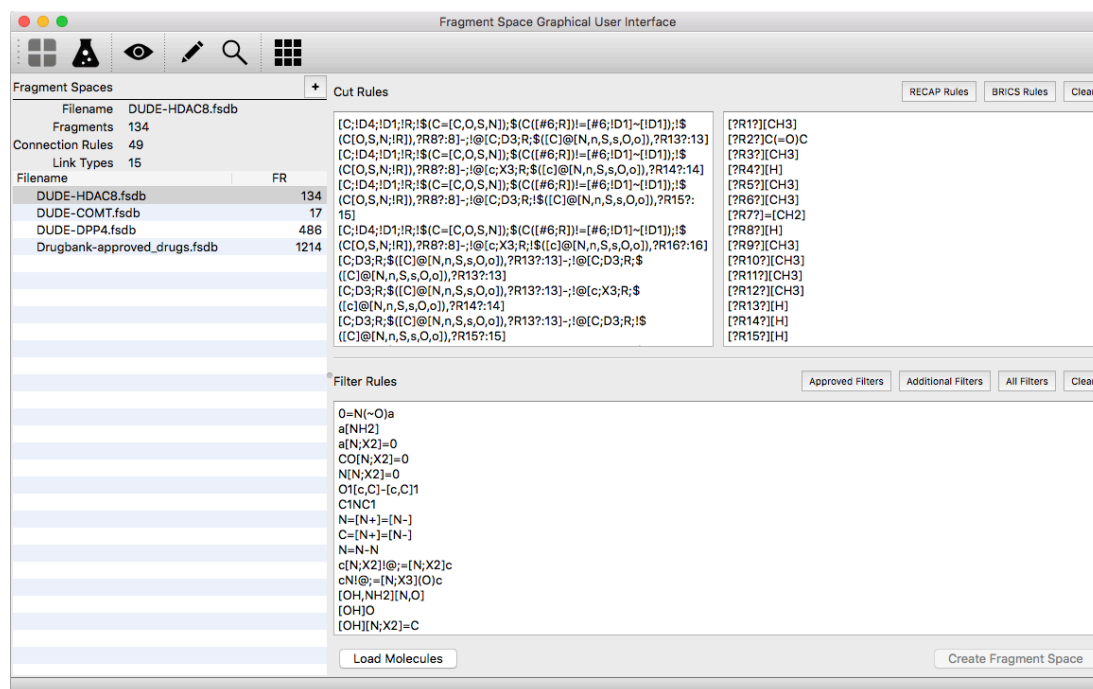 Fragment Space Graphical User Interface
Fragment Spaces
+
Filename DUDE-HDAC8.fsdb
Fragments 134
Connection Rules 49
Link Types 15
Filename FR
DUDE-HDAC8.fsdb 134
DUDE-COMT.fsdb 17
DUDE-DPP4.fsdb 486
Drugbank-approved_drugs.fsdb 1214
Cut Rules
RECAP Rules
BRICS Rules
Clear
[C;!D4;!D1;!R;!$(C=[C,O,S,N]);$(C([#6;R])!=[#6;!D1]~[!D1]);!$
(C[O,S,N;!R]),?R8?:8]-;!@[C;D3;R;$([C]@[N,n,S,s,O,o]),?R13?:13]
[C;!D4;!D1;!R;!$(C=[C,O,S,N]);$(C([#6;R])!=[#6;!D1]~[!D1]);!$
(C[O,S,N;!R]),?R8?:8]-;!@[c;X3;R;!$([c]@[N,n,S,s,O,o]),?R14?:14]
[C;!D4;!D1;!R;!$(C=[C,O,S,N]);$(C([#6;R])!=[#6;!D1]~[!D1]);!$
(C[O,S,N;!R]),?R8?:8]-;!@[C;D3;R;!$([C]@[N,n,S,s,O,o]),?R15?:
15]
[C;!D4;!D1;!R;!$(C=[C,O,S,N]);$(C([#6;R])!=[#6;!D1]~[!D1]);!$
(C[O,S,N;!R]),?R8?:8]-;!@[c;X3;R;!$([c]@[N,n,S,s,O,o]),?R16?:16]
[C;D3;R;$([C]@[N,n,S,s,O,o]),?R13?:13]-;!@[C;D3;R;$
([C]@[N,n,S,s,O,o]),?R13?:13]
[C;D3;R;$([C]@[N,n,S,s,O,o]),?R13?:13]-;!@[c;X3;R;$
([c]@[N,n,S,s,O,o]),?R14?:14]
[C;D3;R;$([C]@[N,n,S,s,O,o]),?R13?:13]-;!@[C;D3;R;!$
([C]@[N,n,S,s,O,o]),?R15?:15]
[?R1?][CH3]
[?R2?]C(=O)C
[?R3?][CH3]
[?R4?][H]
[?R5?][CH3]
[?R6?][CH3]
[?R7?]=[CH2]
[?R8?][H]
[?R9?][CH3]
[?R10?][CH3]
[?R11?][CH3]
[?R12?][CH3]
[?R13?][H]
[?R14?][H]
[?R15?][H]
Filter Rules
Approved Filters
Additional Filters
All Filters
Clear
0=N(~O)a
a[NH2]
a[N;X2]=0
CO[N;X2]=0
N[N;X2]=0
O1[c,C]-[c,C]1
C1NC1
N=[N+]=[N-]
C=[N+]=[N-]
N=N-N
c[N;X2]!@;=[N;X2]c
cN!@;=[N;X3](O)c
[OH,NH2][N,O]
[OH]O
[OH][N;X2]=C
Load Molecules
Create Fragment Space